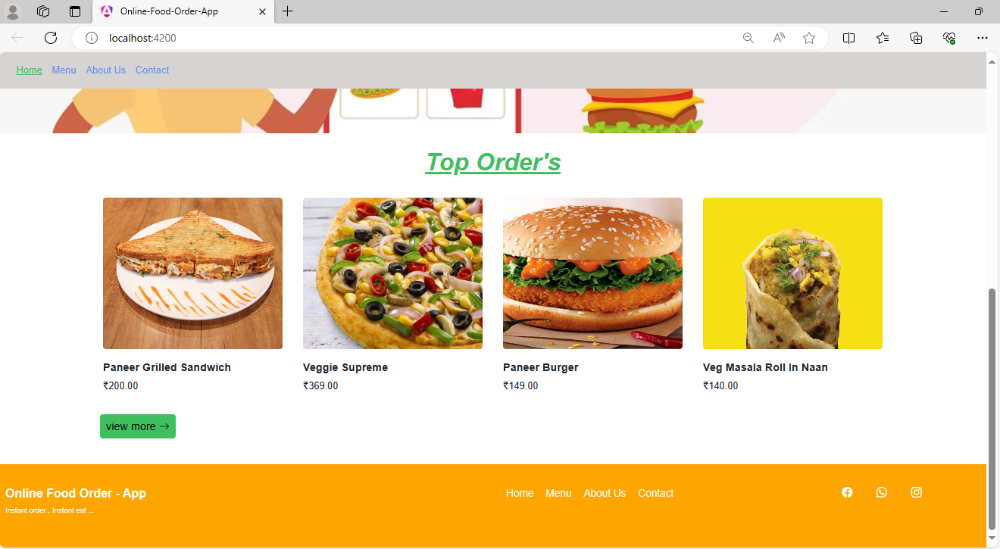 Online-Food-Order-App
localhost:4200
Home Menu About Us Contact
Top Order's
Paneer Grilled Sandwich Veggie Supreme Paneer Burger Veg Masala Roll In Naan
₹200.00 ₹369.00 ₹149.00 ₹140.00
view more →
Online Food Order - App Home Menu About Us Contact
Instant order , Instant eat ...